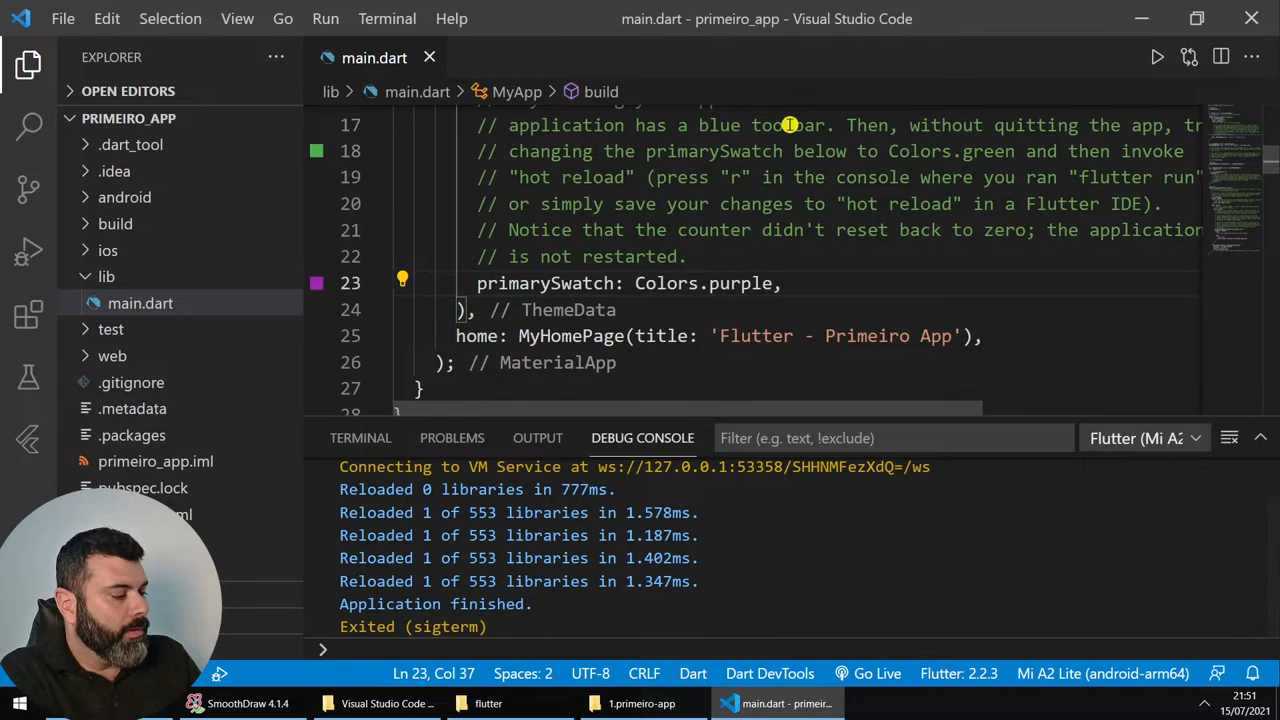 File Edit Selection View Go Run Terminal Help
main.dart - primeiro_app - Visual Studio Code
EXPLORER
OPEN EDITORS
PRIMEIRO_APP
.dart_tool
.idea
android
build
ios
lib
main.dart
test
web
.gitignore
.metadata
.packages
primeiro_app.iml
pubspec.lock
main.dart
lib main.dart MyApp build
17 // application has a blue toolbar. Then, without quitting the app, tr
18 // changing the primarySwatch below to Colors.green and then invoke
19 // "hot reload" (press "r" in the console where you ran "flutter run"
20 // or simply save your changes to "hot reload" in a Flutter IDE).
21 // Notice that the counter didn't reset back to zero; the application
22 // is not restarted.
23 primarySwatch: Colors.purple,
24 ), // ThemeData
25 home: MyHomePage(title: 'Flutter - Primeiro App'),
26 ); // MaterialApp
27 }
28 }
TERMINAL PROBLEMS OUTPUT DEBUG CONSOLE Filter (e.g. text, !exclude) Flutter (Mi A2
Connecting to VM Service at ws://127.0.0.1:53358/SHHNMFezXdQ=/ws
Reloaded 0 libraries in 777ms.
Reloaded 1 of 553 libraries in 1.578ms.
Reloaded 1 of 553 libraries in 1.187ms.
Reloaded 1 of 553 libraries in 1.402ms.
Reloaded 1 of 553 libraries in 1.347ms.
Application finished.
Exited (sigterm)
Ln 23, Col 37 Spaces: 2 UTF-8 CRLF Dart Dart DevTools Go Live Flutter: 2.2.3 Mi A2 Lite (android-arm64)
SmoothDraw 4.1.4 Visual Studio Code ... flutter 1.primeiro-app main.dart - primeir...
21:51
15/07/2021